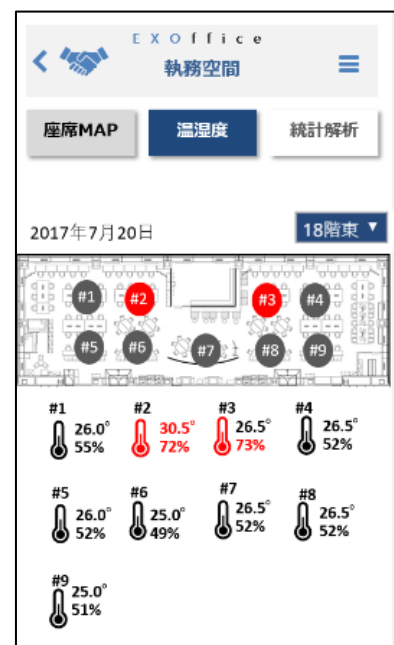 EXOffice
執務空間
座席MAP 温湿度 統計解析
2017年7月20日 18階東 ▼
#1 #2 #3 #4
#5 #6 #7 #8 #9
#1 #2 #3 #4
26.0° 30.5° 26.5° 26.5°
55% 72% 73% 52%
#5 #6 #7 #8
26.0° 25.0° 26.5° 26.5°
52% 49% 52% 52%
#9
25.0°
51%